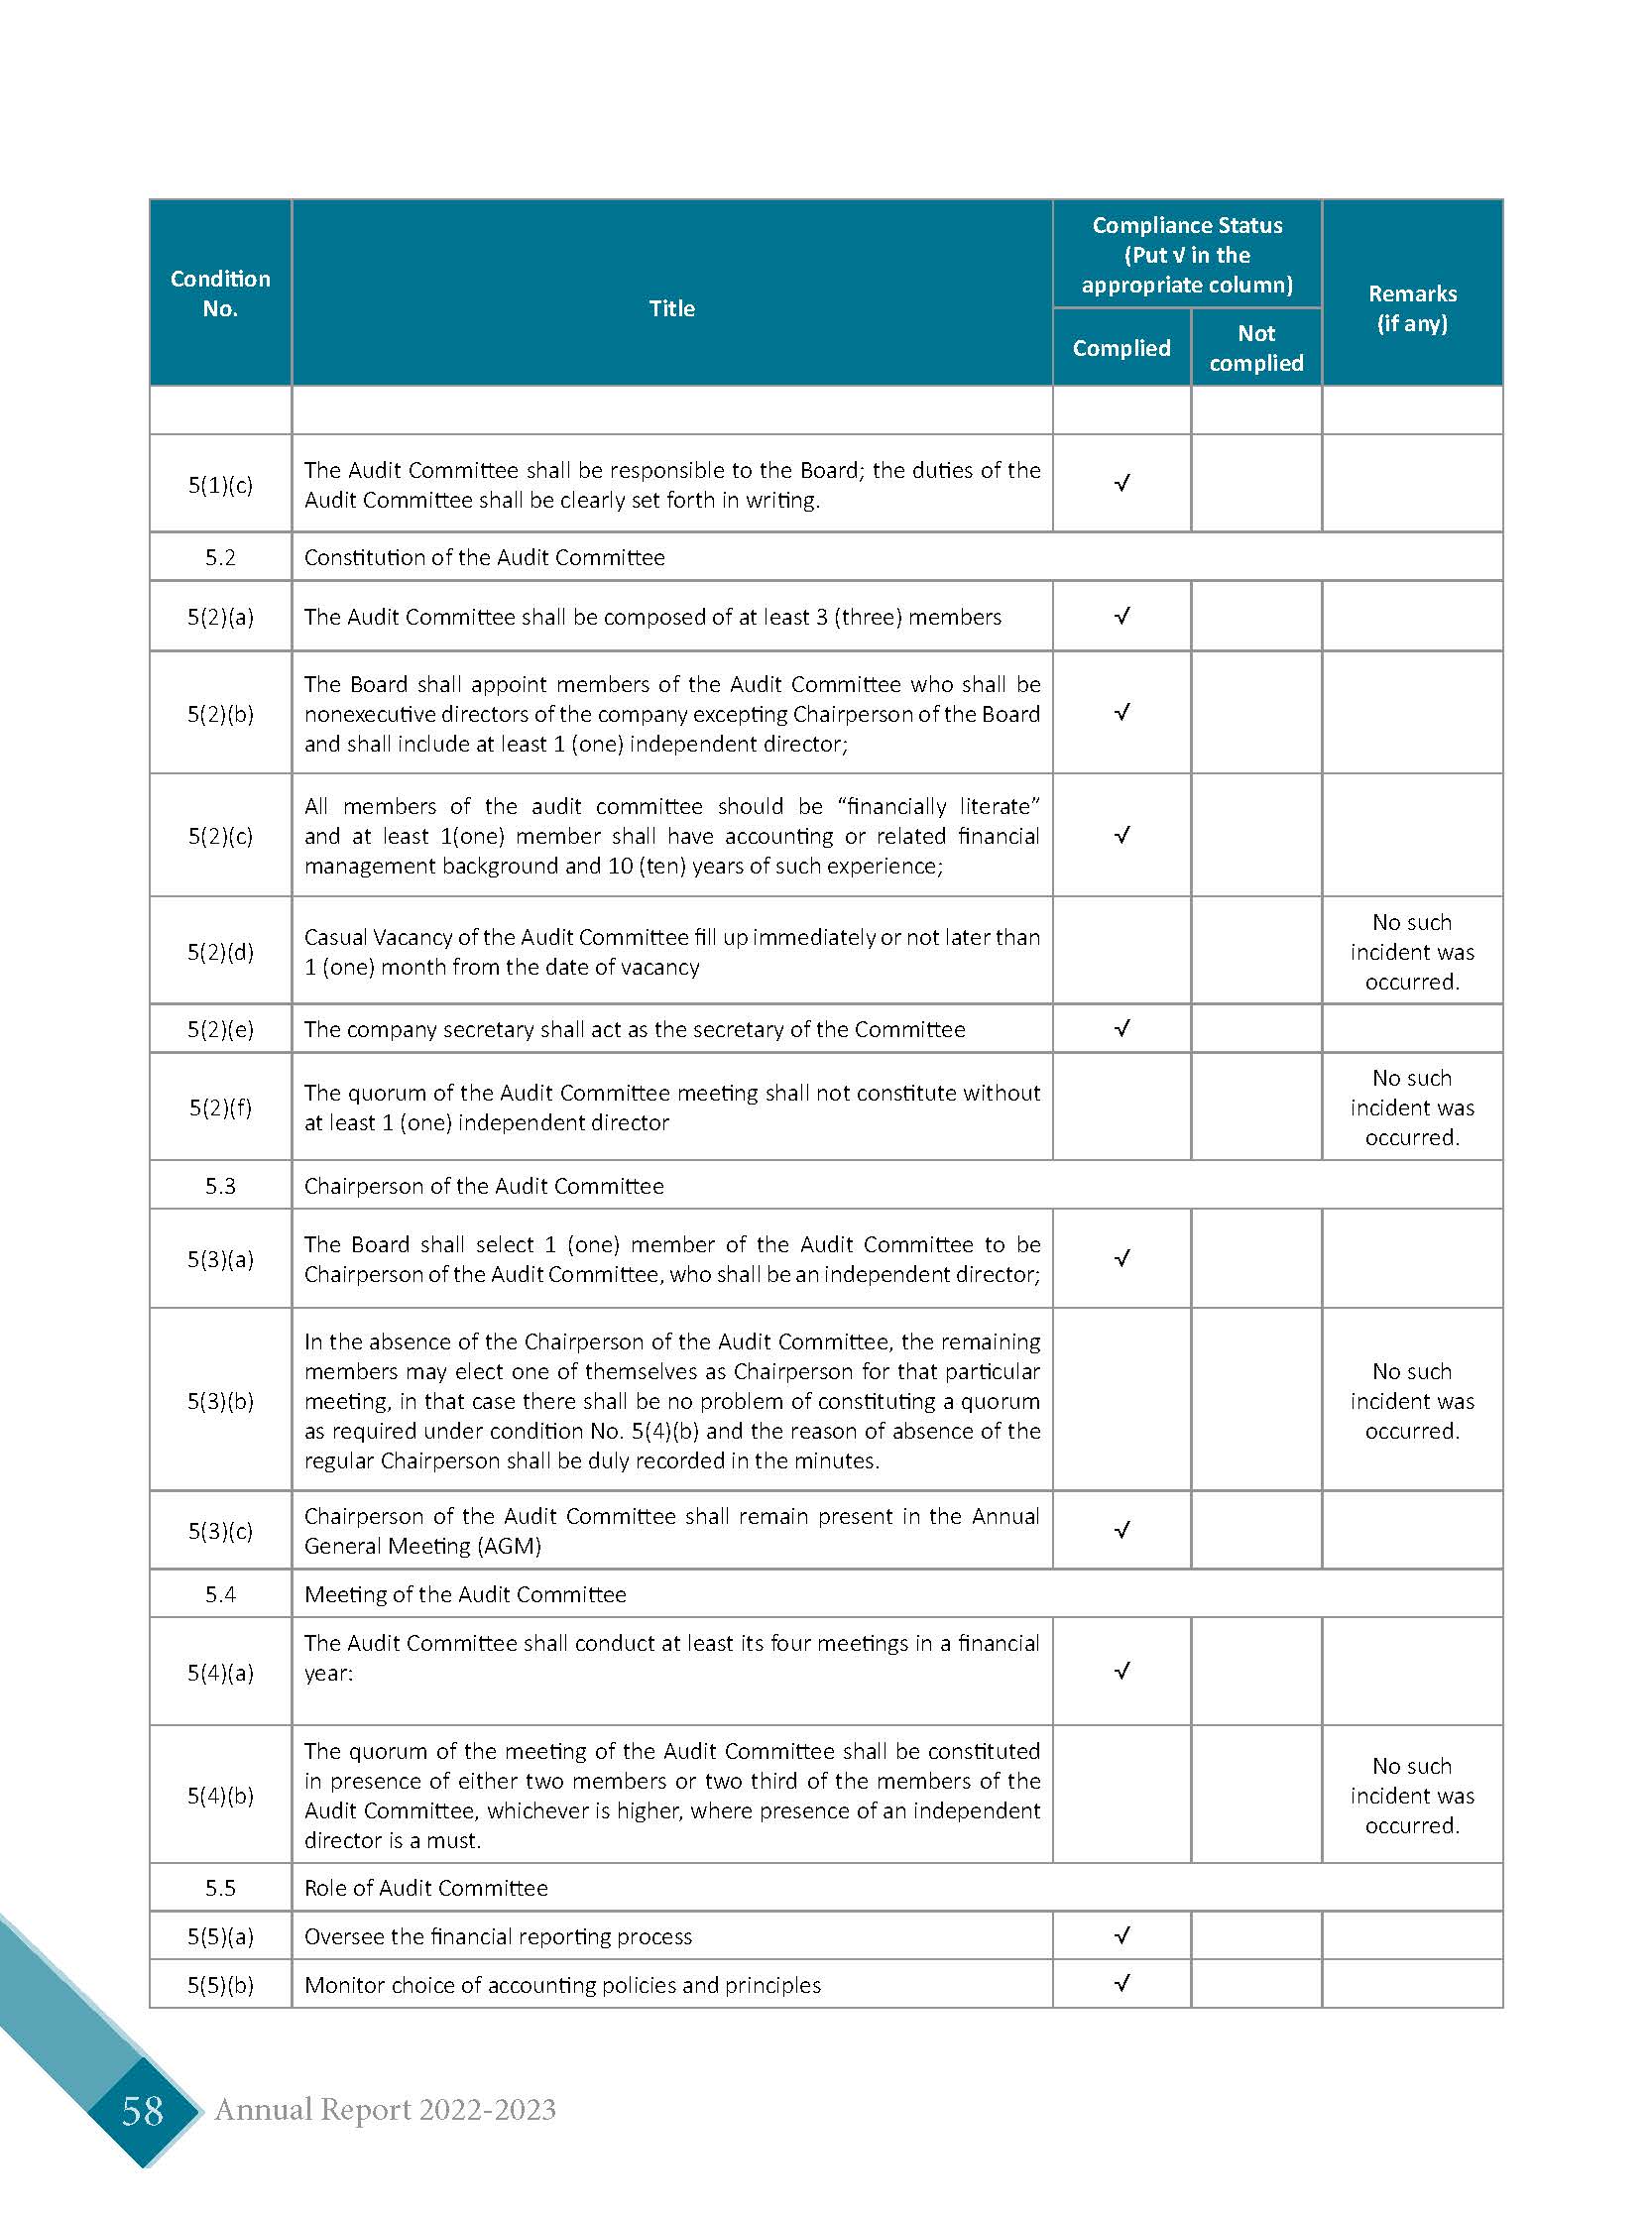 Condition
No.
Title
Compliance Status
(Put √ in the
appropriate column)
Remarks
(if any)
Complied
Not
complied
5(1)(c)
The Audit Committee shall be responsible to the Board; the duties of the
Audit Committee shall be clearly set forth in writing.
√
5.2
Constitution of the Audit Committee
5(2)(a)
The Audit Committee shall be composed of at least 3 (three) members
√
5(2)(b)
The Board shall appoint members of the Audit Committee who shall be
nonexecutive directors of the company excepting Chairperson of the Board
and shall include at least 1 (one) independent director;
√
5(2)(c)
All members of the audit committee should be “financially literate”
and at least 1(one) member shall have accounting or related financial
management background and 10 (ten) years of such experience;
√
5(2)(d)
Casual Vacancy of the Audit Committee fill up immediately or not later than
1 (one) month from the date of vacancy
No such
incident was
occurred.
5(2)(e)
The company secretary shall act as the secretary of the Committee
√
5(2)(f)
The quorum of the Audit Committee meeting shall not constitute without
at least 1 (one) independent director
No such
incident was
occurred.
5.3
Chairperson of the Audit Committee
5(3)(a)
The Board shall select 1 (one) member of the Audit Committee to be
Chairperson of the Audit Committee, who shall be an independent director;
√
5(3)(b)
In the absence of the Chairperson of the Audit Committee, the remaining
members may elect one of themselves as Chairperson for that particular
meeting, in that case there shall be no problem of constituting a quorum
as required under condition No. 5(4)(b) and the reason of absence of the
regular Chairperson shall be duly recorded in the minutes.
No such
incident was
occurred.
5(3)(c)
Chairperson of the Audit Committee shall remain present in the Annual
General Meeting (AGM)
√
5.4
Meeting of the Audit Committee
5(4)(a)
The Audit Committee shall conduct at least its four meetings in a financial
year:
√
5(4)(b)
The quorum of the meeting of the Audit Committee shall be constituted
in presence of either two members or two third of the members of the
Audit Committee, whichever is higher, where presence of an independent
director is a must.
No such
incident was
occurred.
5.5
Role of Audit Committee
5(5)(a)
Oversee the financial reporting process
√
5(5)(b)
Monitor choice of accounting policies and principles
√
58
Annual Report 2022-2023